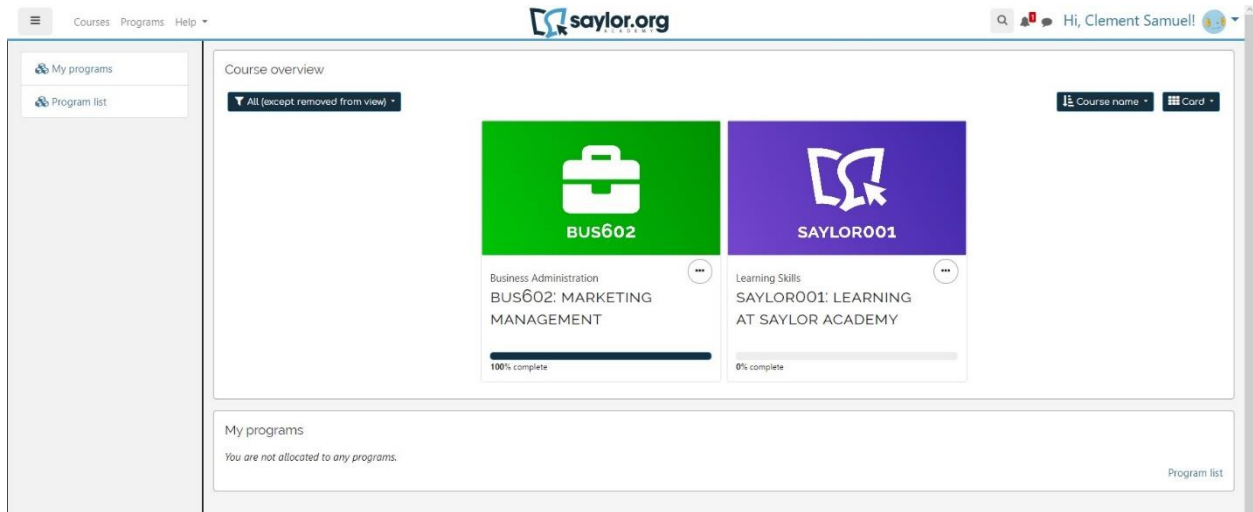 Courses Programs Help
saylor.org
ACADEMY
1
Hi, Clement Samuel!
My programs
Program list
Course overview
All (except removed from view)
Course name
Card
BUS602
SAYLOR001
Business Administration
BUS602: MARKETING
MANAGEMENT
100% complete
Learning Skills
SAYLOR001: LEARNING
AT SAYLOR ACADEMY
0% complete
My programs
You are not allocated to any programs.
Program list